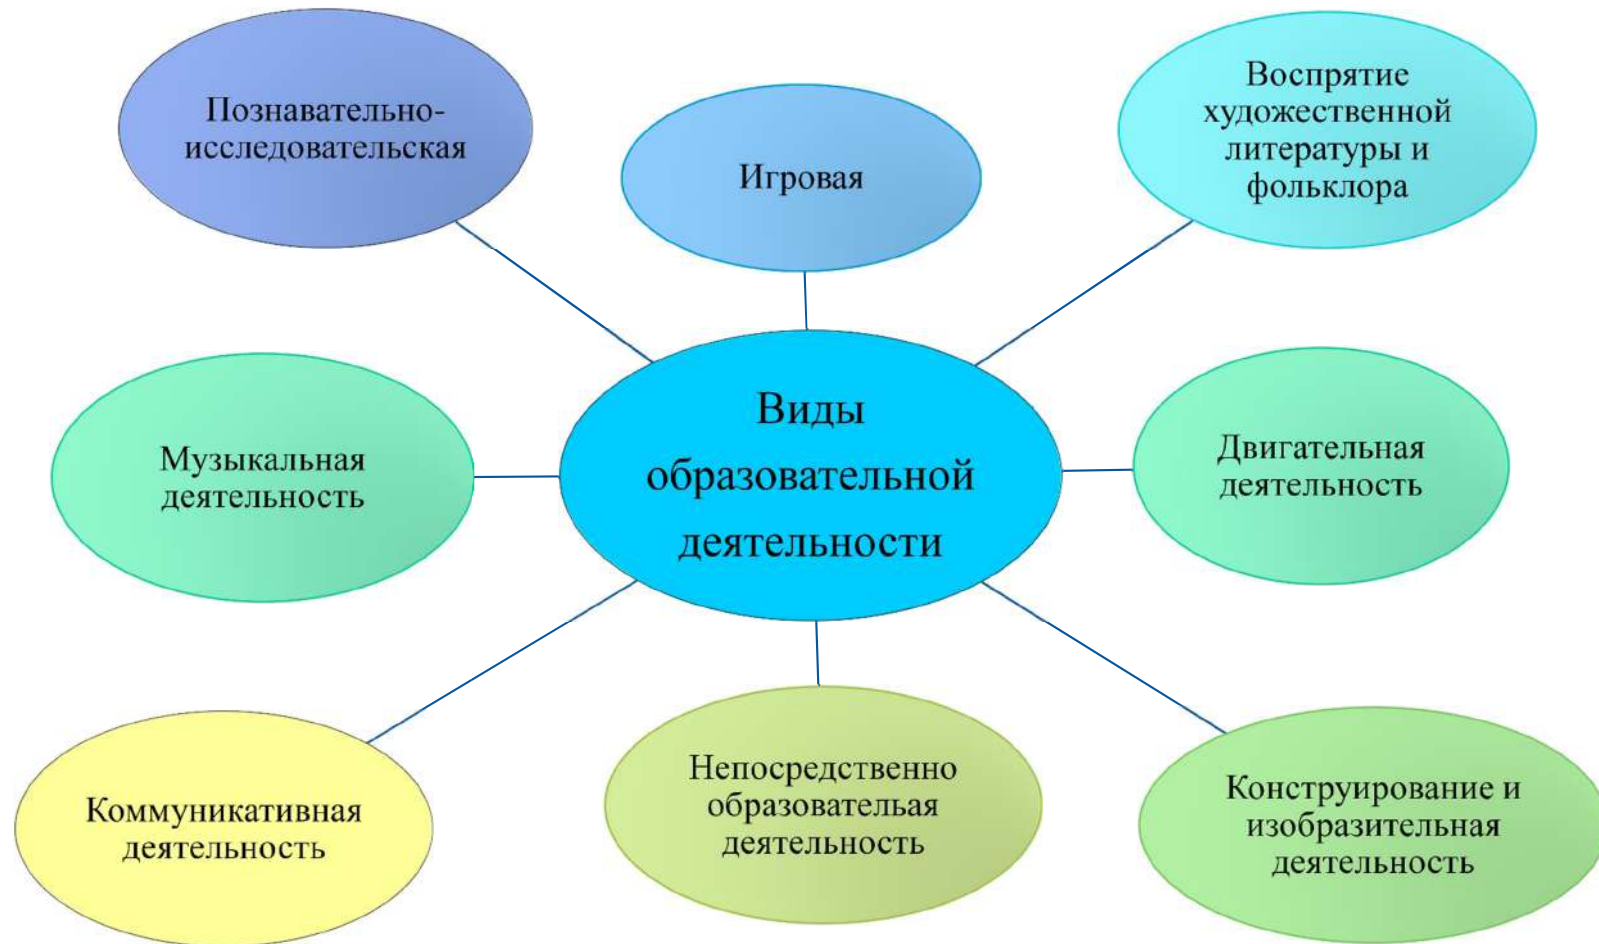 Познавательно-
исследовательская
Игровая
Воспрятие
художественной
литературы и
фольклора
Музыкальная
деятельность
Виды
образовательной
деятельности
Двигательная
деятельность
Коммуникативная
деятельность
Непосредственно
образователья
деятельность
Конструирование и
изобразительная
деятельность